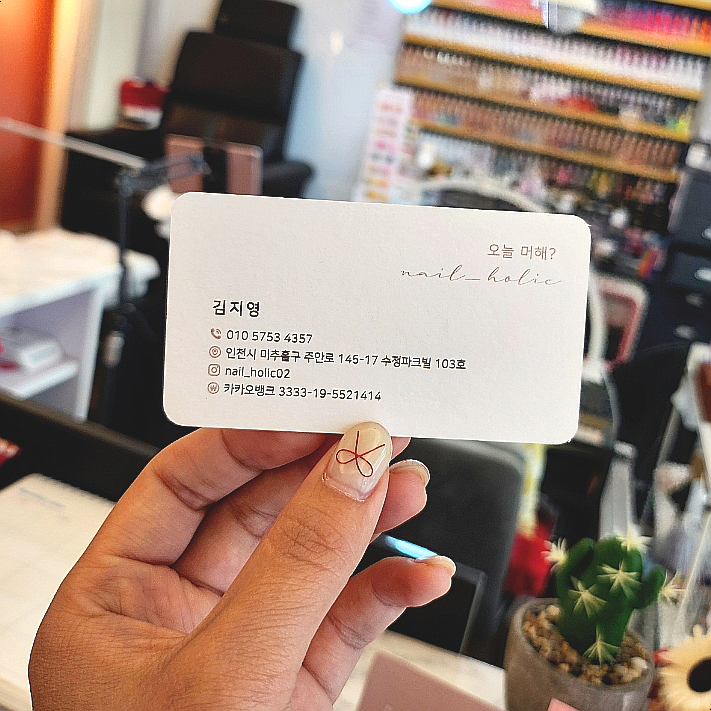 오늘 머해?
nail_holic
김지영
010 5753 4357
인천시 미추홀구 주안로 145-17 수정파크빌 103호
nail_holic02
카카오뱅크 3333-19-5521414